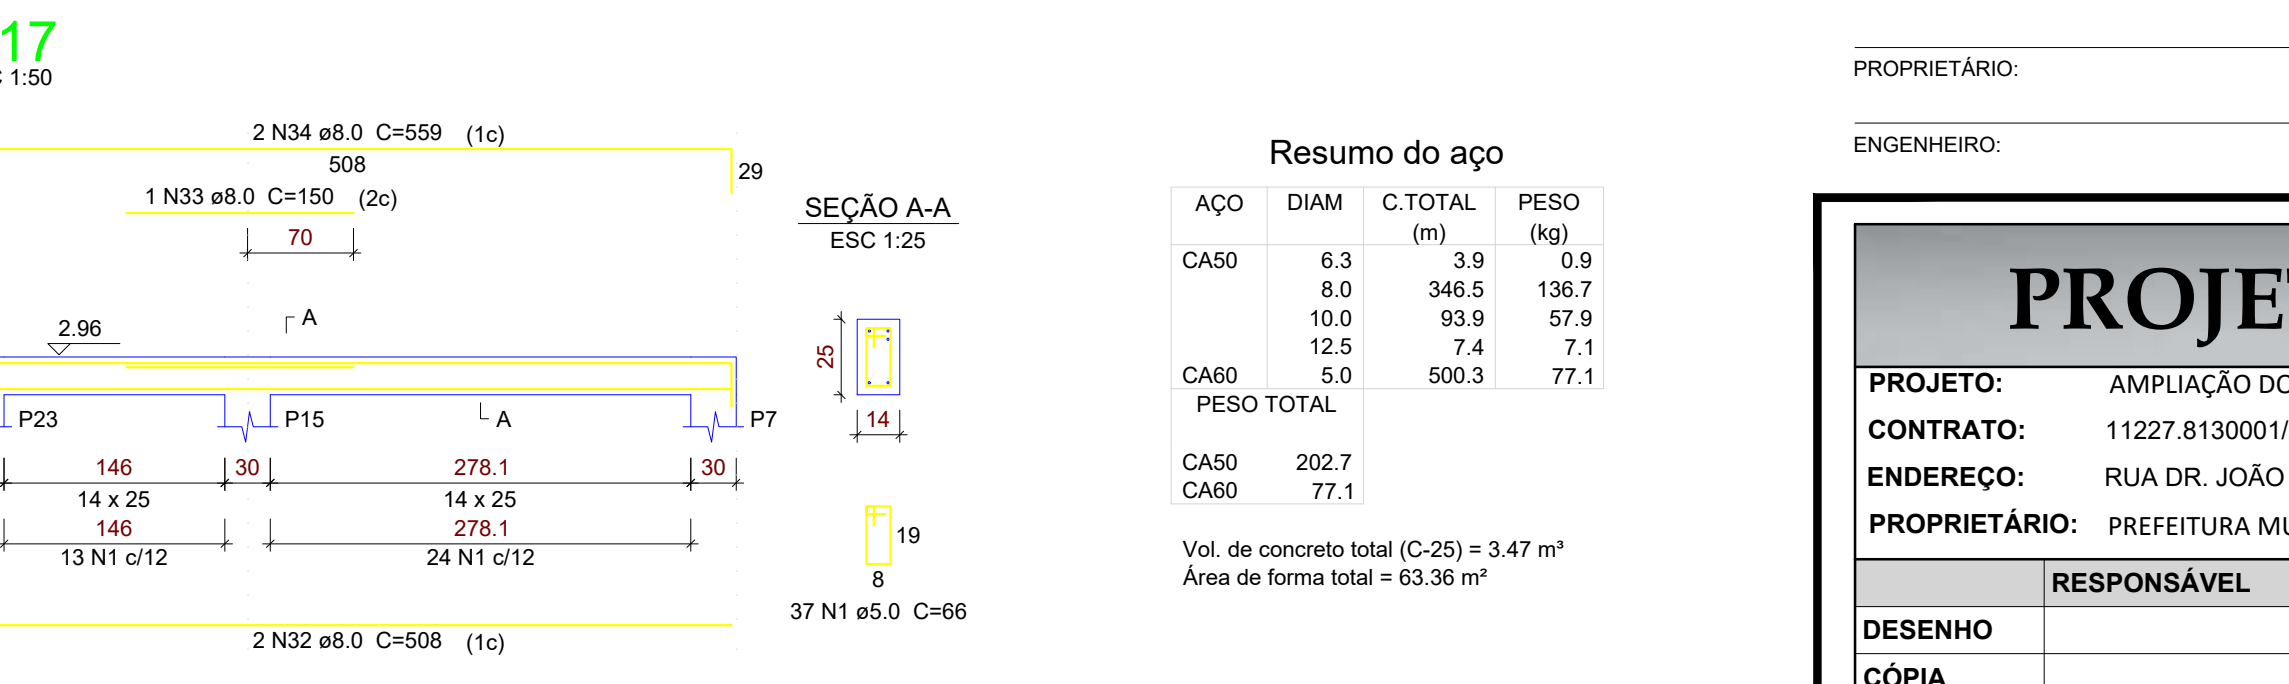 17
1:50
2 N34 ø8.0 C=559 (1c)
508
29
1 N33 ø8.0 C=150 (2c)
70
A
2.96
P23
P15
A
P7
146
30
278.1
30
14 x 25
14 x 25
146
278.1
13 N1 c/12
24 N1 c/12
2 N32 ø8.0 C=508 (1c)
SEÇÃO A-A
ESC 1:25
25
14
19
8
37 N1 ø5.0 C=66
Resumo do aço
AÇO DIAM C.TOTAL PESO
(m) (kg)
CA50 6.3 3.9 0.9
8.0 346.5 136.7
10.0 93.9 57.9
12.5 7.4 7.1
CA60 5.0 500.3 77.1
PESO TOTAL
CA50 202.7
CA60 77.1
Vol. de concreto total (C-25) = 3.47 m³
Área de forma total = 63.36 m²
PROPRIETÁRIO:
ENGENHEIRO:
PROJE
PROJETO: AMPLIAÇÃO DO
CONTRATO: 11227.8130001/
ENDEREÇO: RUA DR. JOÃO
PROPRIETÁRIO: PREFEITURA MU
RESPONSÁVEL
DESENHO
CÓPIA